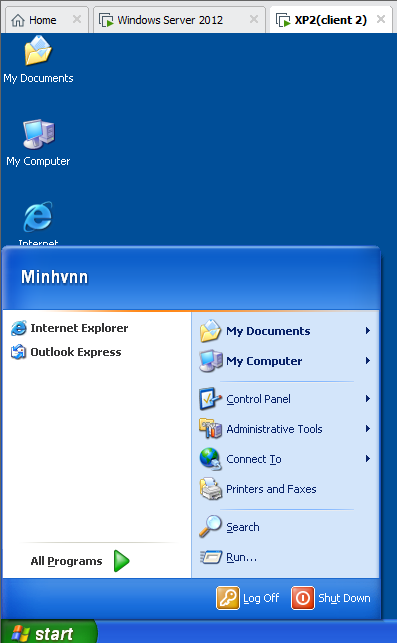 Home
Windows Server 2012
XP2(client 2)
My Documents
My Computer
Internet
Minhvnn
Internet Explorer
Outlook Express
All Programs
My Documents
My Computer
Control Panel
Administrative Tools
Connect To
Printers and Faxes
Search
Run...
Log Off
Shut Down
start